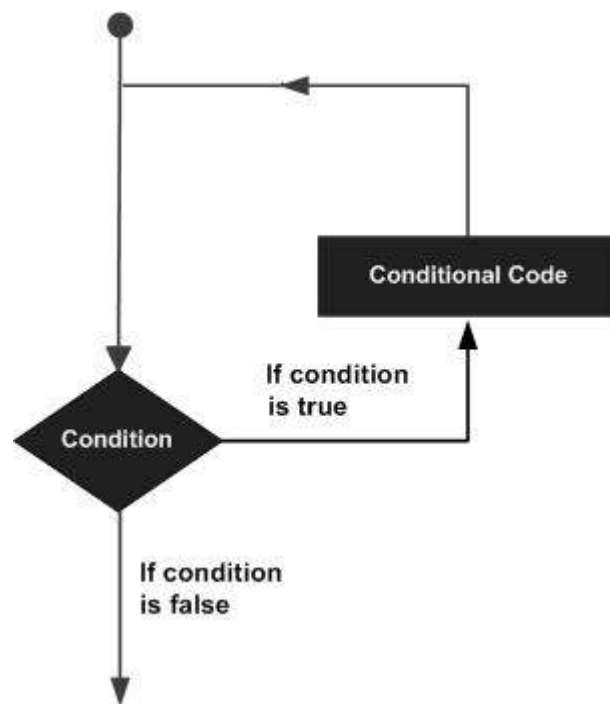 Conditional Code
If condition
is true
Condition
If condition
is false